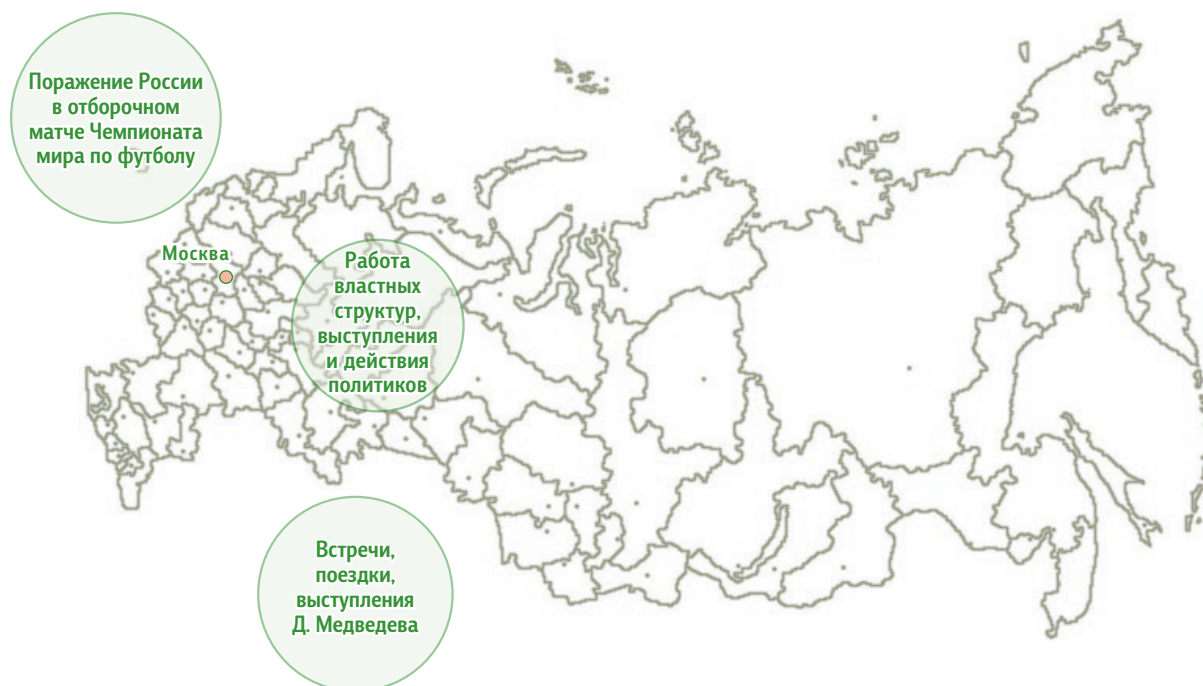 Поражение России
в отборочном
матче Чемпионата
мира по футболу
Москва
Работа
властных
структур,
выступления
и действия
политиков
Встречи,
поездки,
выступления
Д. Медведева